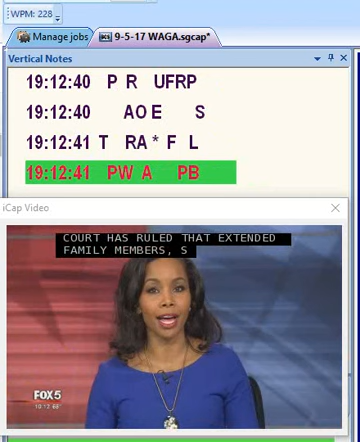 WPM: 228
Manage jobs
9-5-17 WAGA.sgcap*
Vertical Notes
19:12:40 P R UFRP
19:12:40 AO E S
19:12:41 T RA * F L
19:12:41 PW A PB
iCap Video
COURT HAS RULED THAT EXTENDED
FAMILY MEMBERS, S
FOX 5